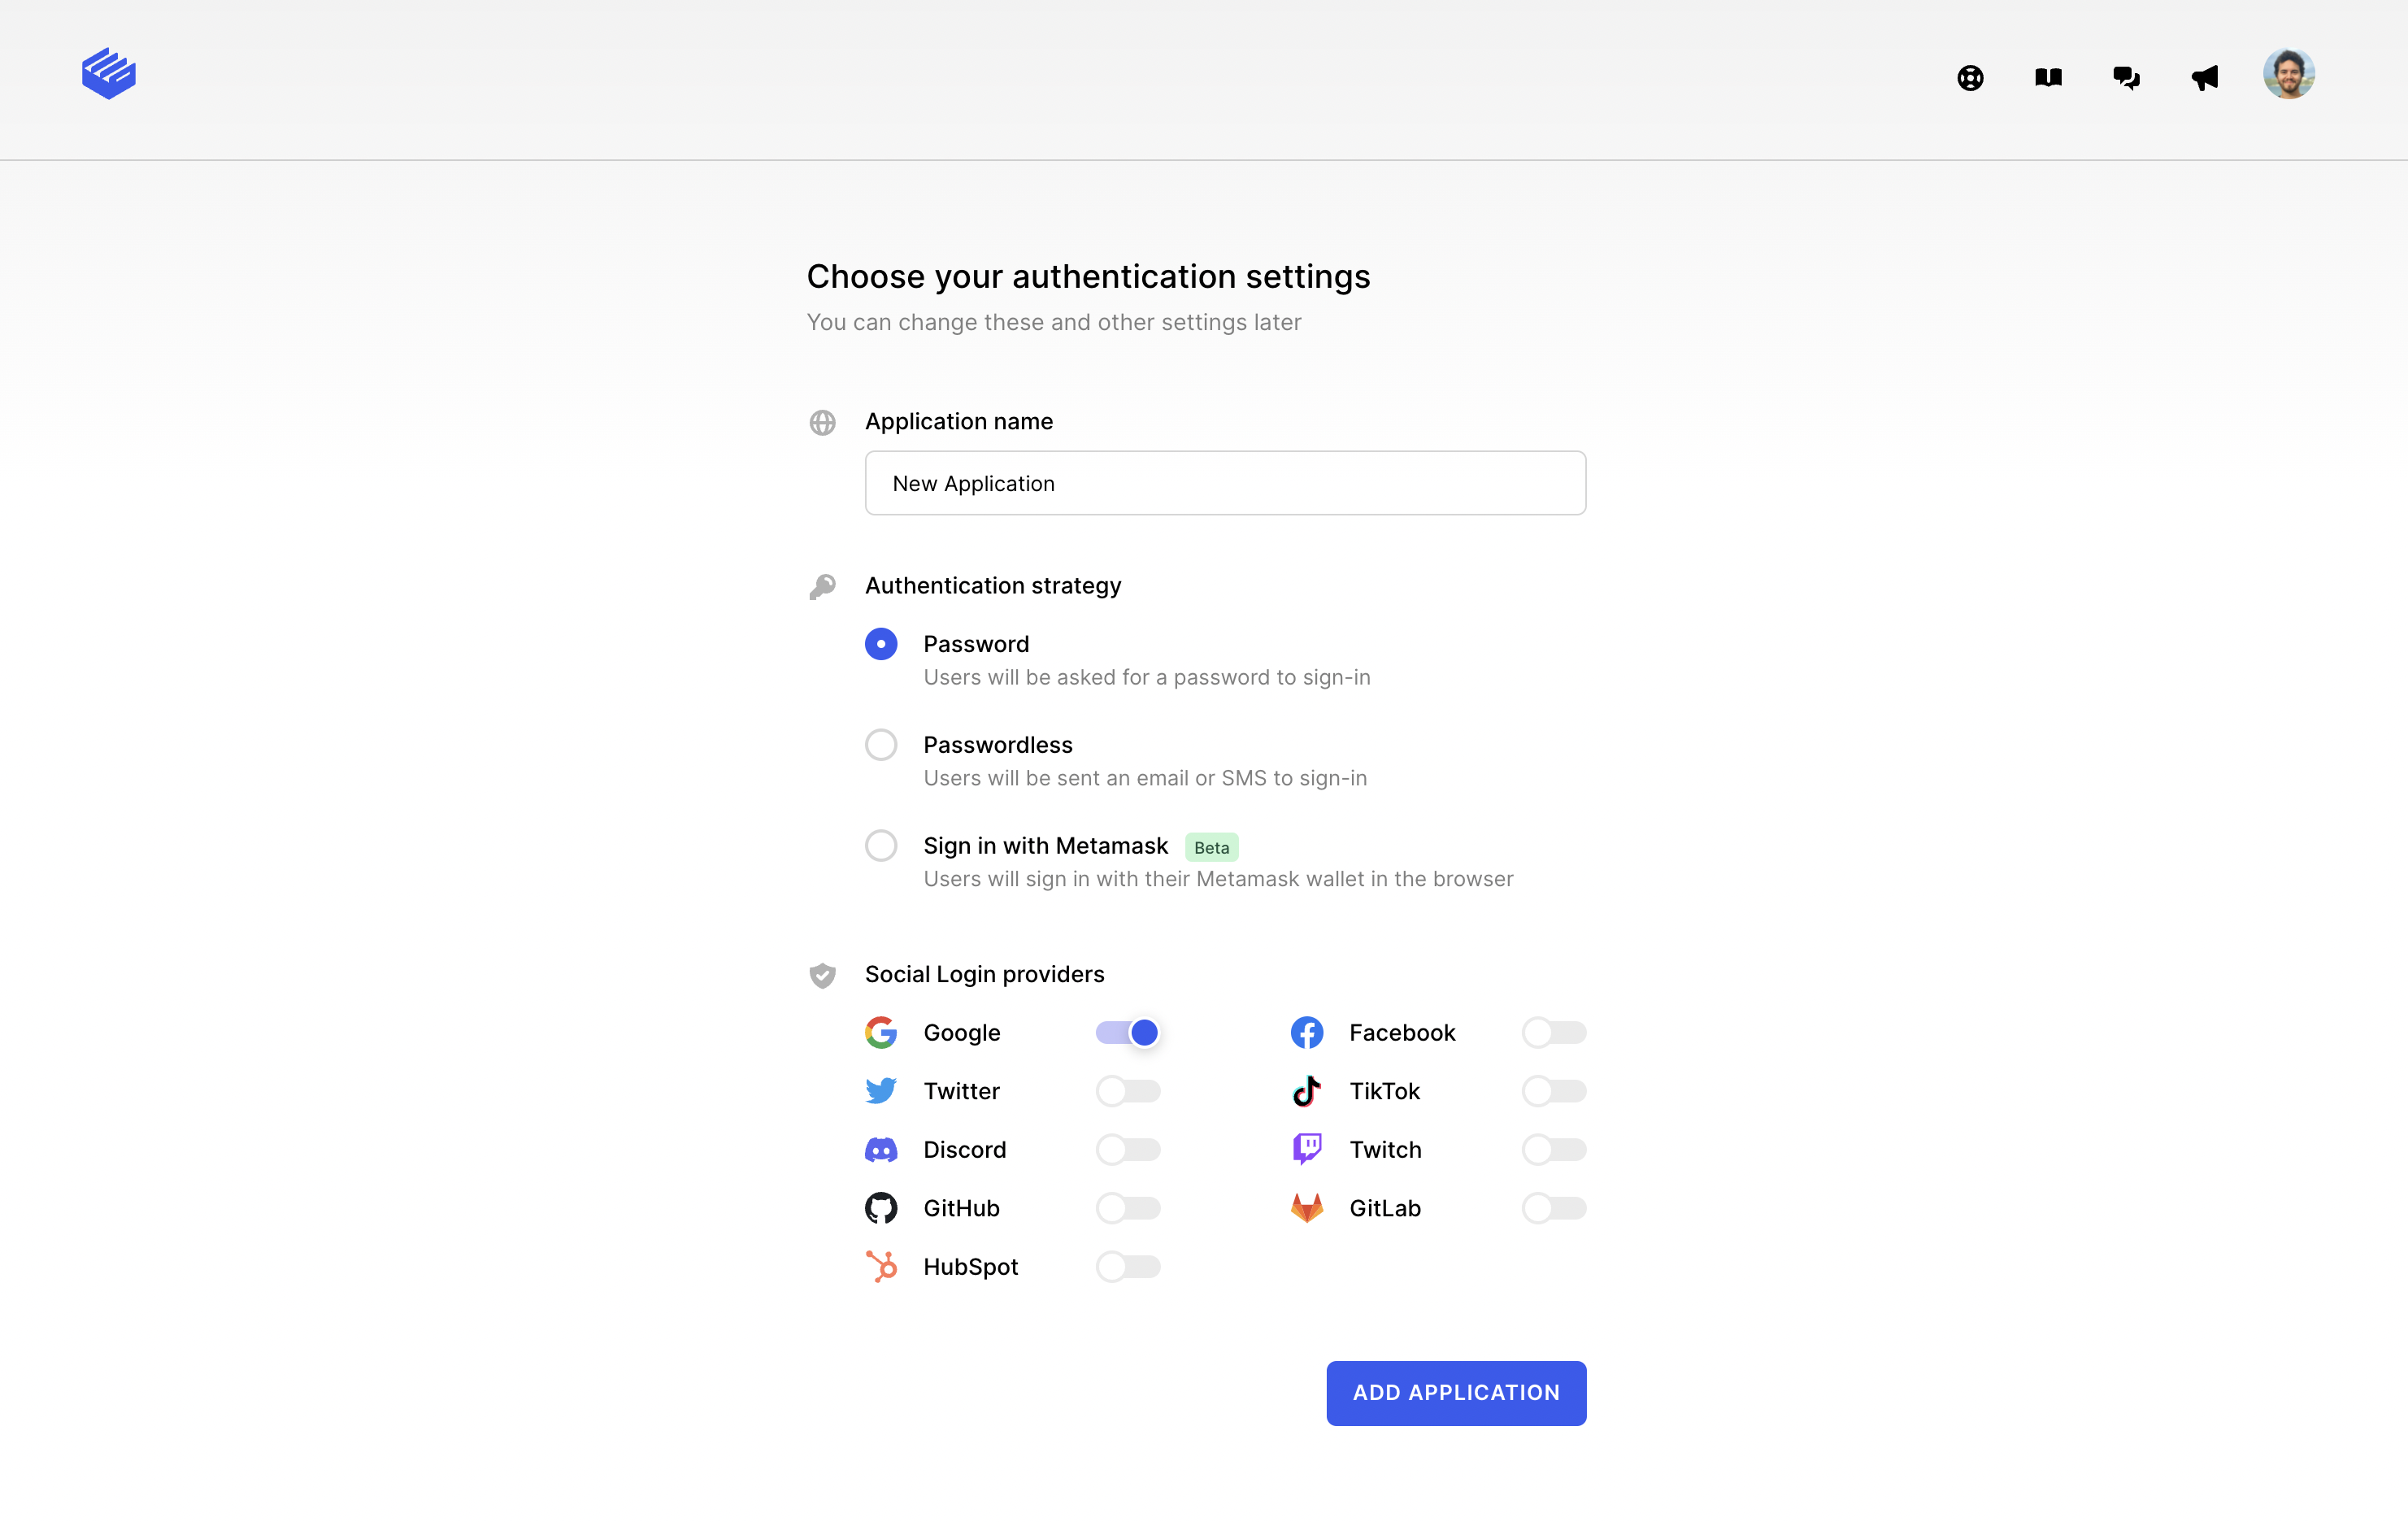 Choose your authentication settings
You can change these and other settings later
Application name
New Application
Authentication strategy
Password
Users will be asked for a password to sign-in
Passwordless
Users will be sent an email or SMS to sign-in
Sign in with Metamask Beta
Users will sign in with their Metamask wallet in the browser
Social Login providers
Google Facebook
Twitter TikTok
Discord Twitch
GitHub GitLab
HubSpot
ADD APPLICATION